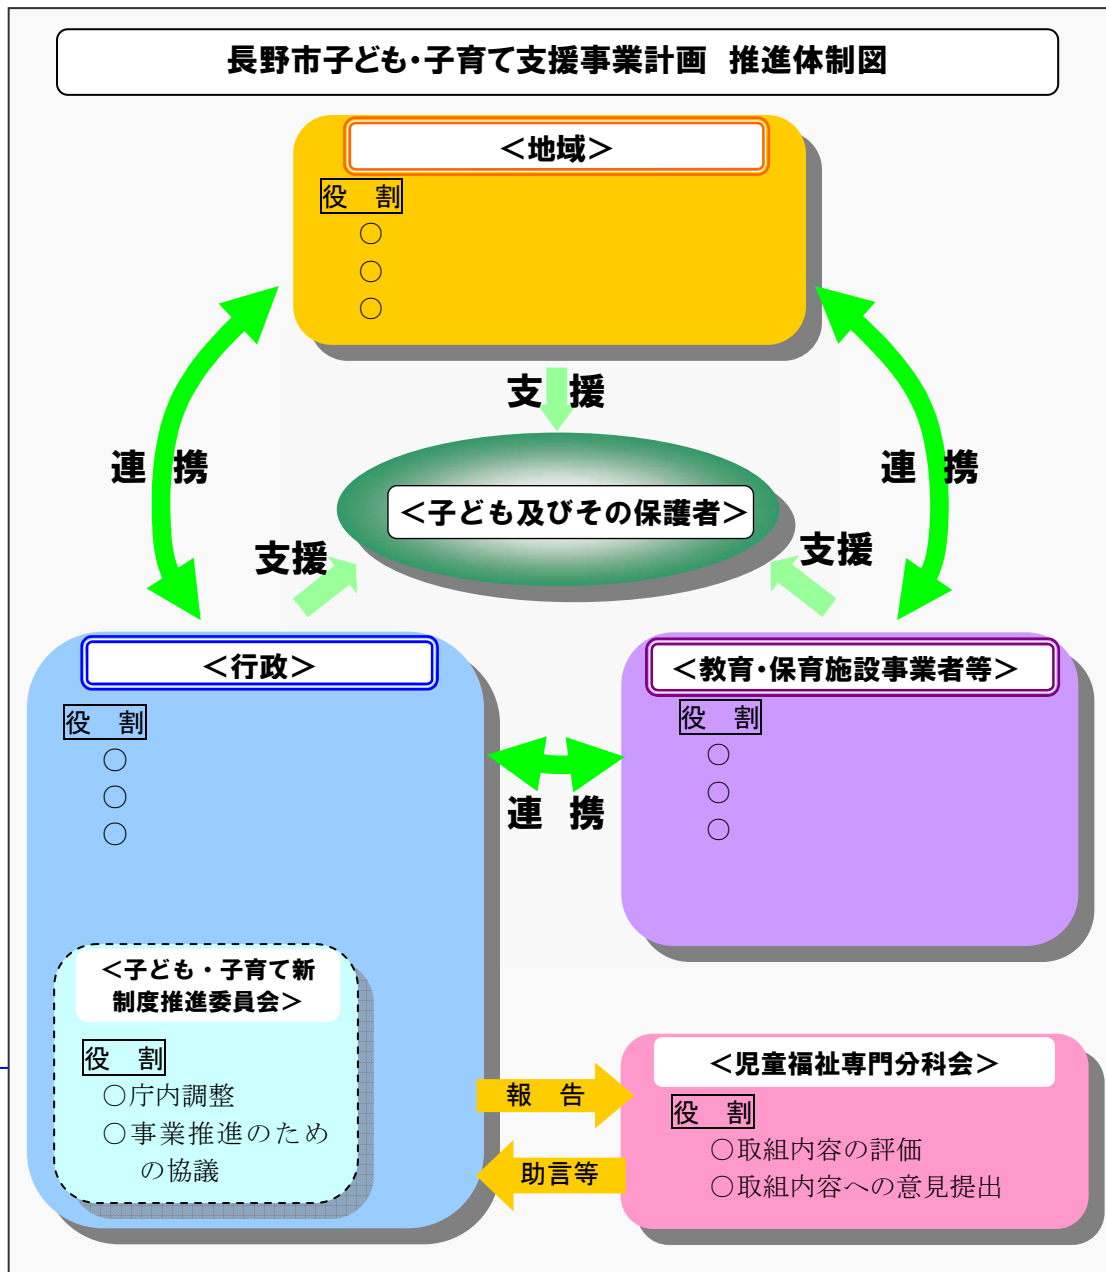 長野市子ども・子育て支援事業計画　推進体制図
＜地域＞
役　割
○
○
○
支　援
連　携
連　携
＜子ども及びその保護者＞
支援
支援
＜行政＞
役　割
○
○
○
＜教育・保育施設事業者等＞
役　割
○
○
○
連　携
＜子ども・子育て新
制度推進委員会＞
役　割
○庁内調整
○事業推進のため
の協議
報　告
助言等
＜児童福祉専門分科会＞
役　割
○取組内容の評価
○取組内容への意見提出